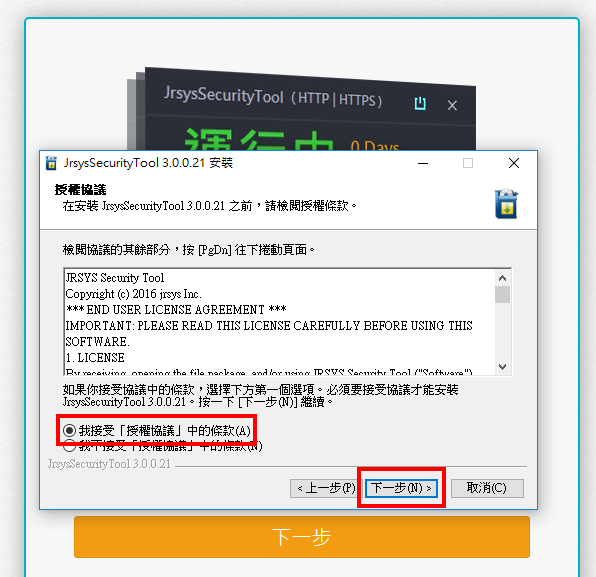 JrsysSecurityTool ( HTTP | HTTPS )
運行中 0 Days
JrsysSecurityTool 3.0.0.21 安裝
授權協議
在安裝 JrsysSecurityTool 3.0.0.21 之前，請檢閱授權條款。
檢閱協議的其餘部分，按 [PgDn] 往下捲動頁面。
JRSYS Security Tool
Copyright (c) 2016 jrsys Inc.
*** END USER LICENSE AGREEMENT ***
IMPORTANT: PLEASE READ THIS LICENSE CAREFULLY BEFORE USING THIS
SOFTWARE.
1. LICENSE
By receiving, opening the file package, and/or using JRSYS Security Tool ("Software")
如果你接受協議中的條款，選擇下方第一個選項。必須要接受協議才能安裝
JrsysSecurityTool 3.0.0.21。按一下 [下一步(N)] 繼續。
我接受「授權協議」中的條款(A)
我不接受「授權協議」中的條款(N)
JrsysSecurityTool 3.0.0.21
< 上一步(P)
下一步(N) >
取消(C)
下一步